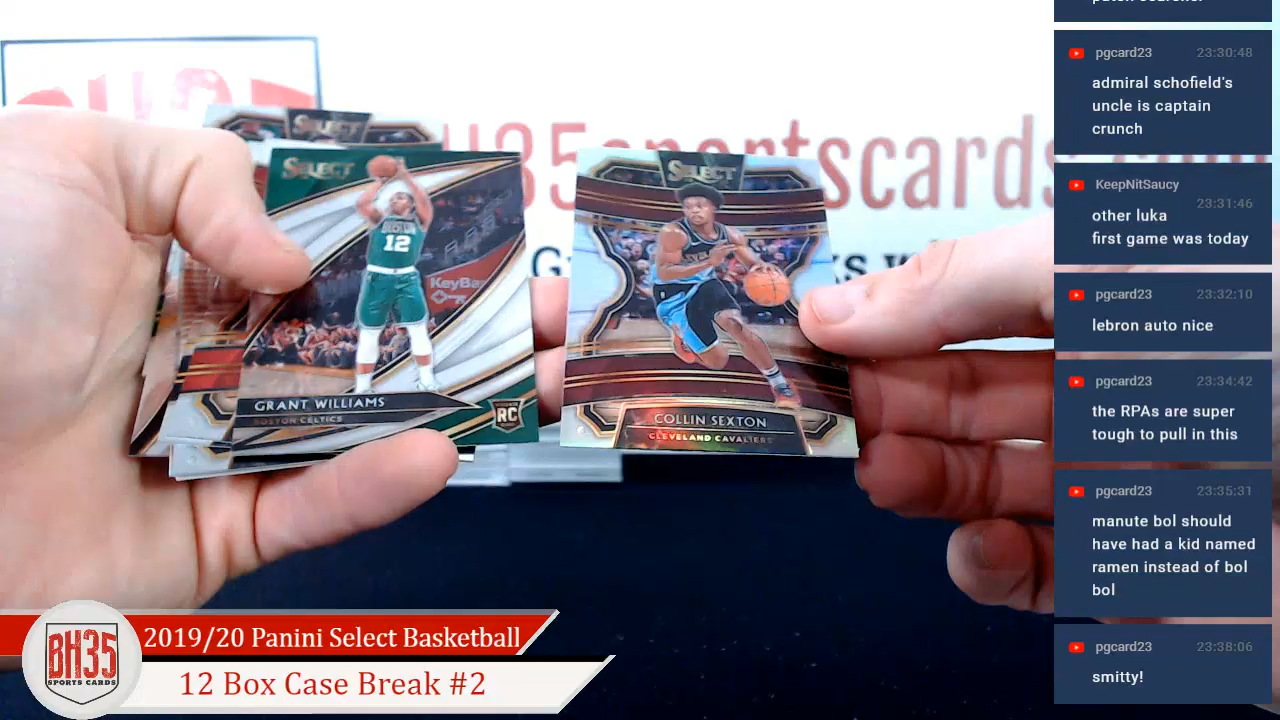 SELECT
H35sportscards.com
SELECT
SELECT
BOSTON
12
KeyBa
GRANT WILLIAMS
BOSTON CELTICS
RC
COLLIN SEXTON
CLEVELAND CAVALIERS
BH35
SPORTS CARDS
2019/20 Panini Select Basketball
12 Box Case Break #2
pgcard23 23:30:48
admiral schofield's
uncle is captain
crunch
KeepNitSaucy
23:31:46
other luka
first game was today
pgcard23 23:32:10
lebron auto nice
pgcard23 23:34:42
the RPAs are super
tough to pull in this
pgcard23 23:35:31
manute bol should
have had a kid named
ramen instead of bol
bol
pgcard23 23:38:06
smitty!